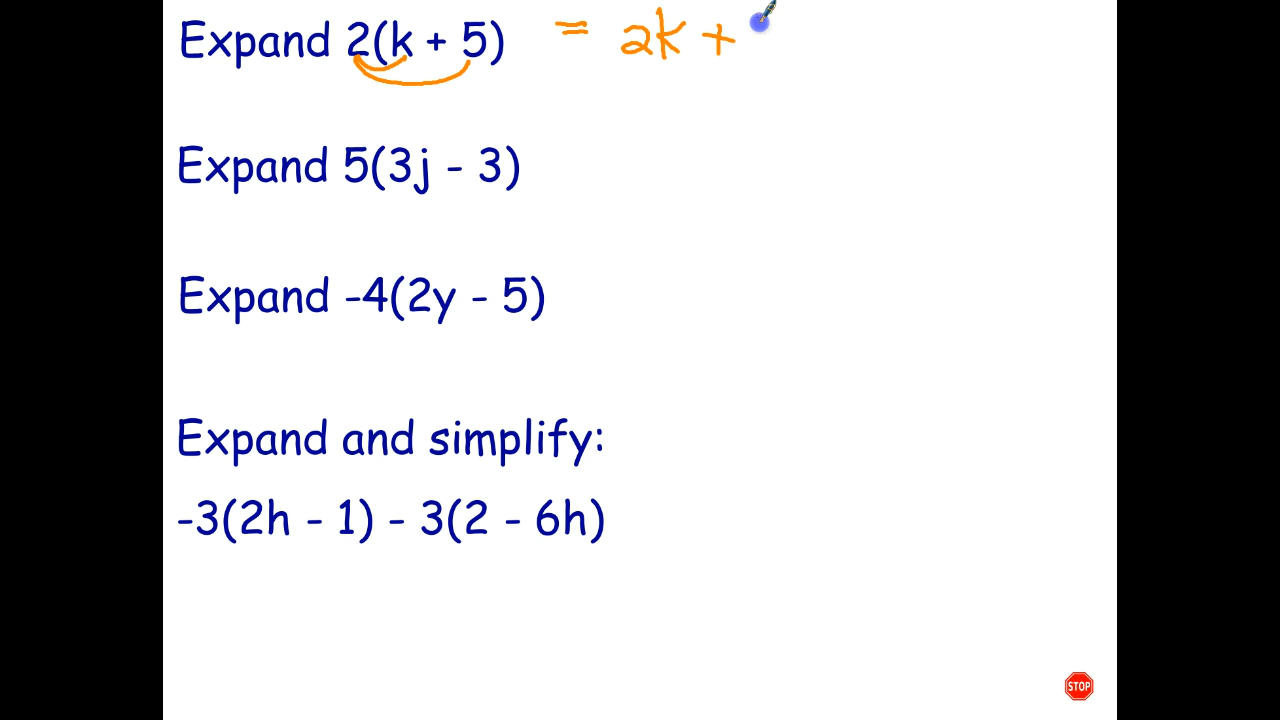 Expand 2(k + 5) = 2k +
Expand 5(3j - 3)
Expand -4(2y - 5)
Expand and simplify:
-3(2h - 1) - 3(2 - 6h)
STOP